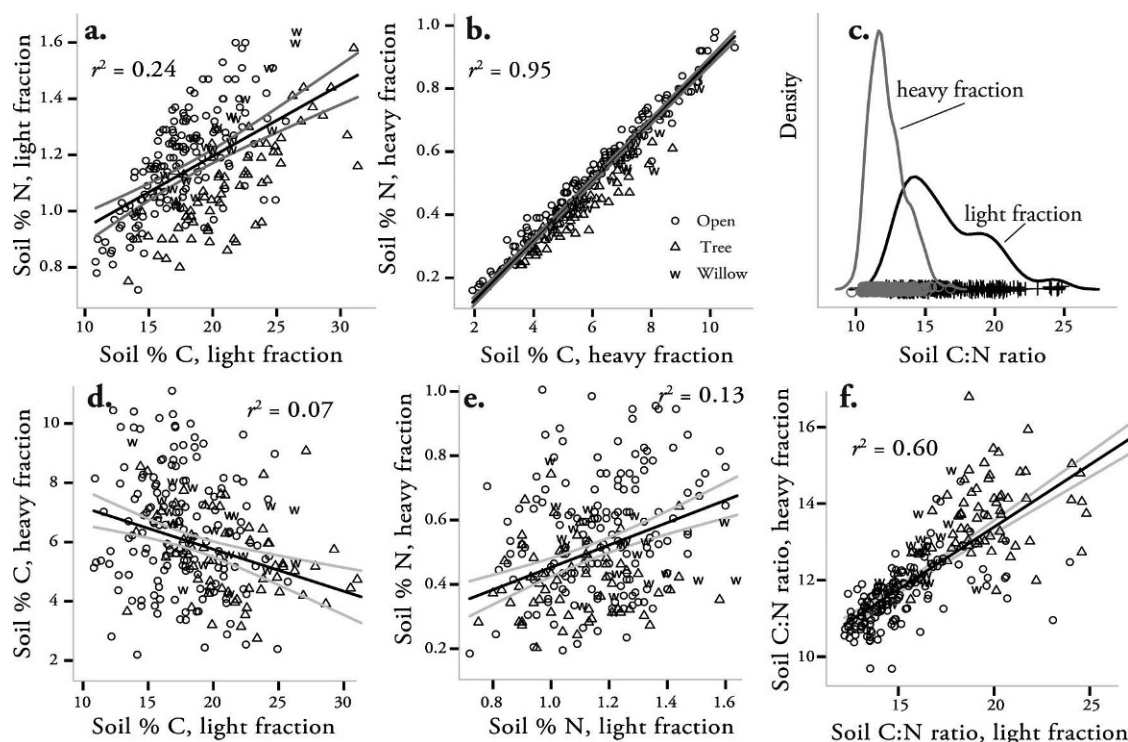 a.
r² = 0.24
Soil % N, light fraction
1.6
1.4
1.2
1.0
0.8
10 15 20 25 30
Soil % C, light fraction
b.
r² = 0.95
Soil % N, heavy fraction
1.0
0.8
0.6
0.4
0.2
Open
Tree
w Willow
2 4 6 8 10
Soil % C, heavy fraction
c.
Density
heavy fraction
light fraction
10 15 20 25
Soil C:N ratio
d.
r² = 0.07
Soil % C, heavy fraction
10
8
6
4
2
10 15 20 25 30
Soil % C, light fraction
e.
r² = 0.13
Soil % N, heavy fraction
1.0
0.8
0.6
0.4
0.2
0.8 1.0 1.2 1.4 1.6
Soil % N, light fraction
f.
r² = 0.60
Soil C:N ratio, heavy fraction
16
14
12
10
15 20 25
Soil C:N ratio, light fraction